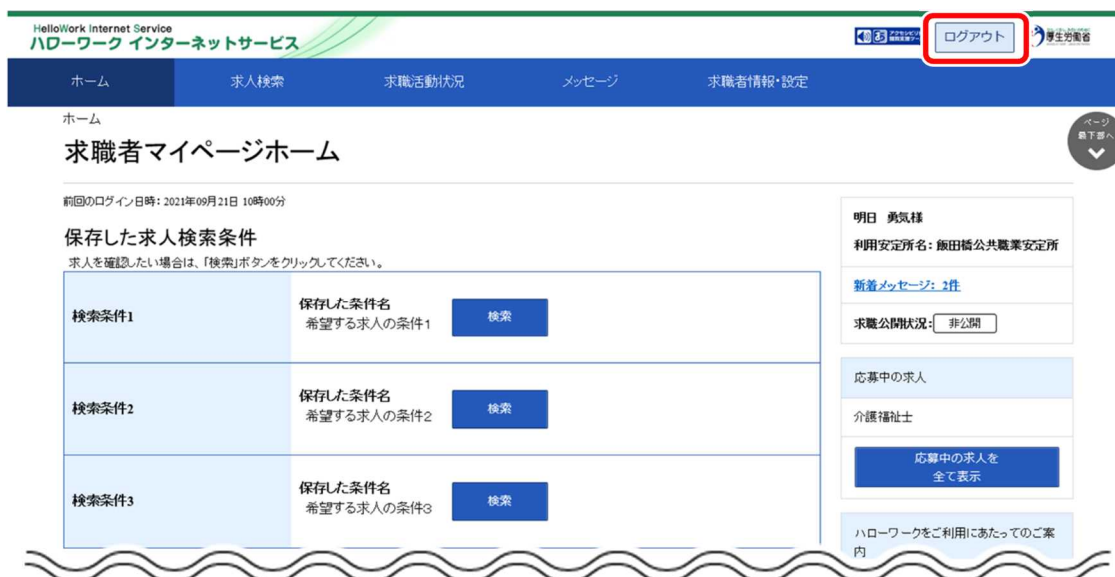 HelloWork Internet Service
ハローワーク インターネットサービス
ログアウト
厚生労働省
ホーム
求人検索
求職活動状況
メッセージ
求職者情報・設定
ページ
最下部へ
ホーム
求職者マイページホーム
前回のログイン日時：2021年09月21日 10時00分
保存した求人検索条件
求人を確認したい場合は、「検索」ボタンをクリックしてください。
検索条件1
保存した条件名
希望する求人の条件1
検索
検索条件2
保存した条件名
希望する求人の条件2
検索
検索条件3
保存した条件名
希望する求人の条件3
検索
明日 勇気様
利用安定所名：飯田橋公共職業安定所
新着メッセージ： 2件
求職公開状況： 非公開
応募中の求人
介護福祉士
応募中の求人を
全て表示
ハローワークをご利用にあたってのご案
内